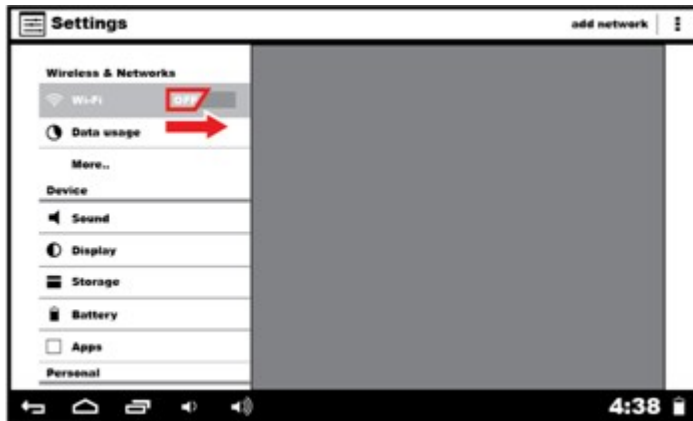 Settings
add network
Wireless & Networks
Wi-Fi OFF
Data usage
More..
Device
Sound
Display
Storage
Battery
Apps
Personal
4:38